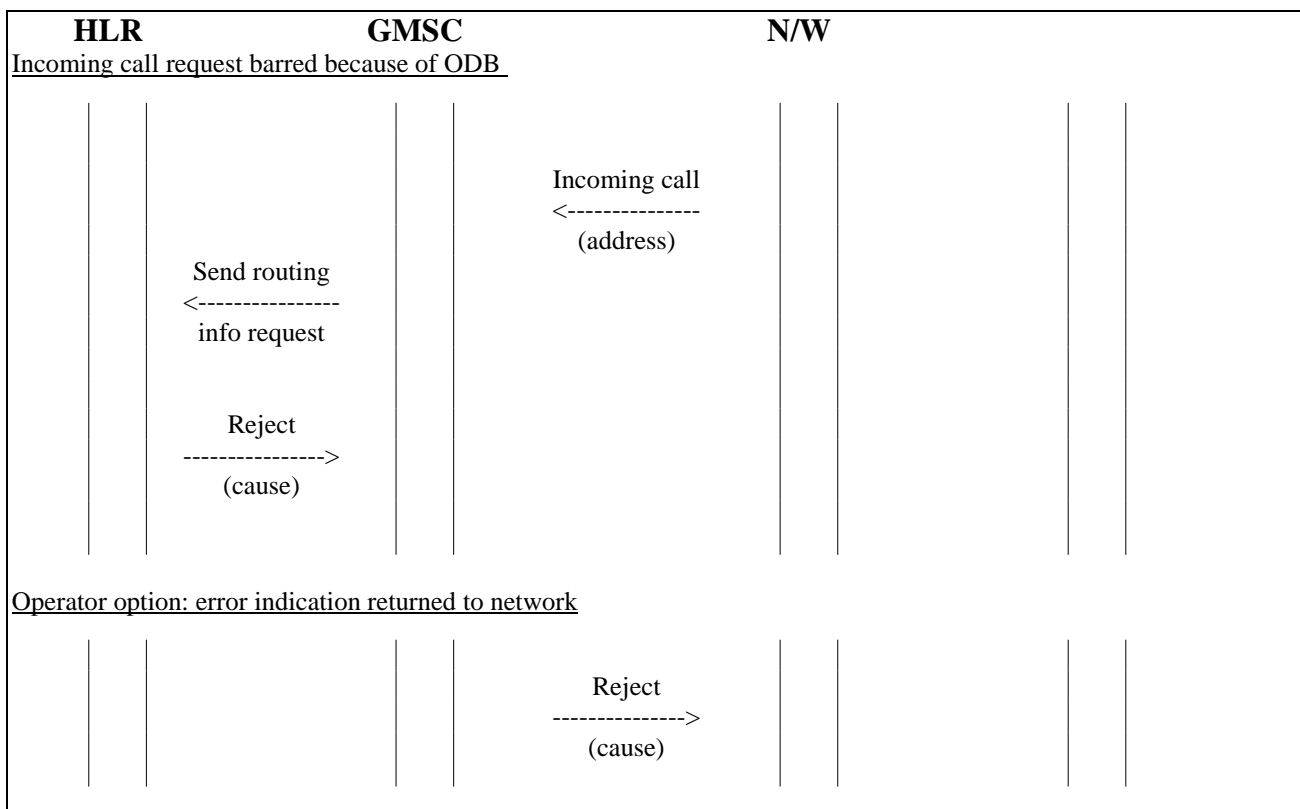 HLR GMSC N/W
Incoming call request barred because of ODB
Incoming call
<---------------
(address)
Send routing
<----------------
info request
Reject
---------------->
(cause)
Operator option: error indication returned to network
Reject
--------------->
(cause)